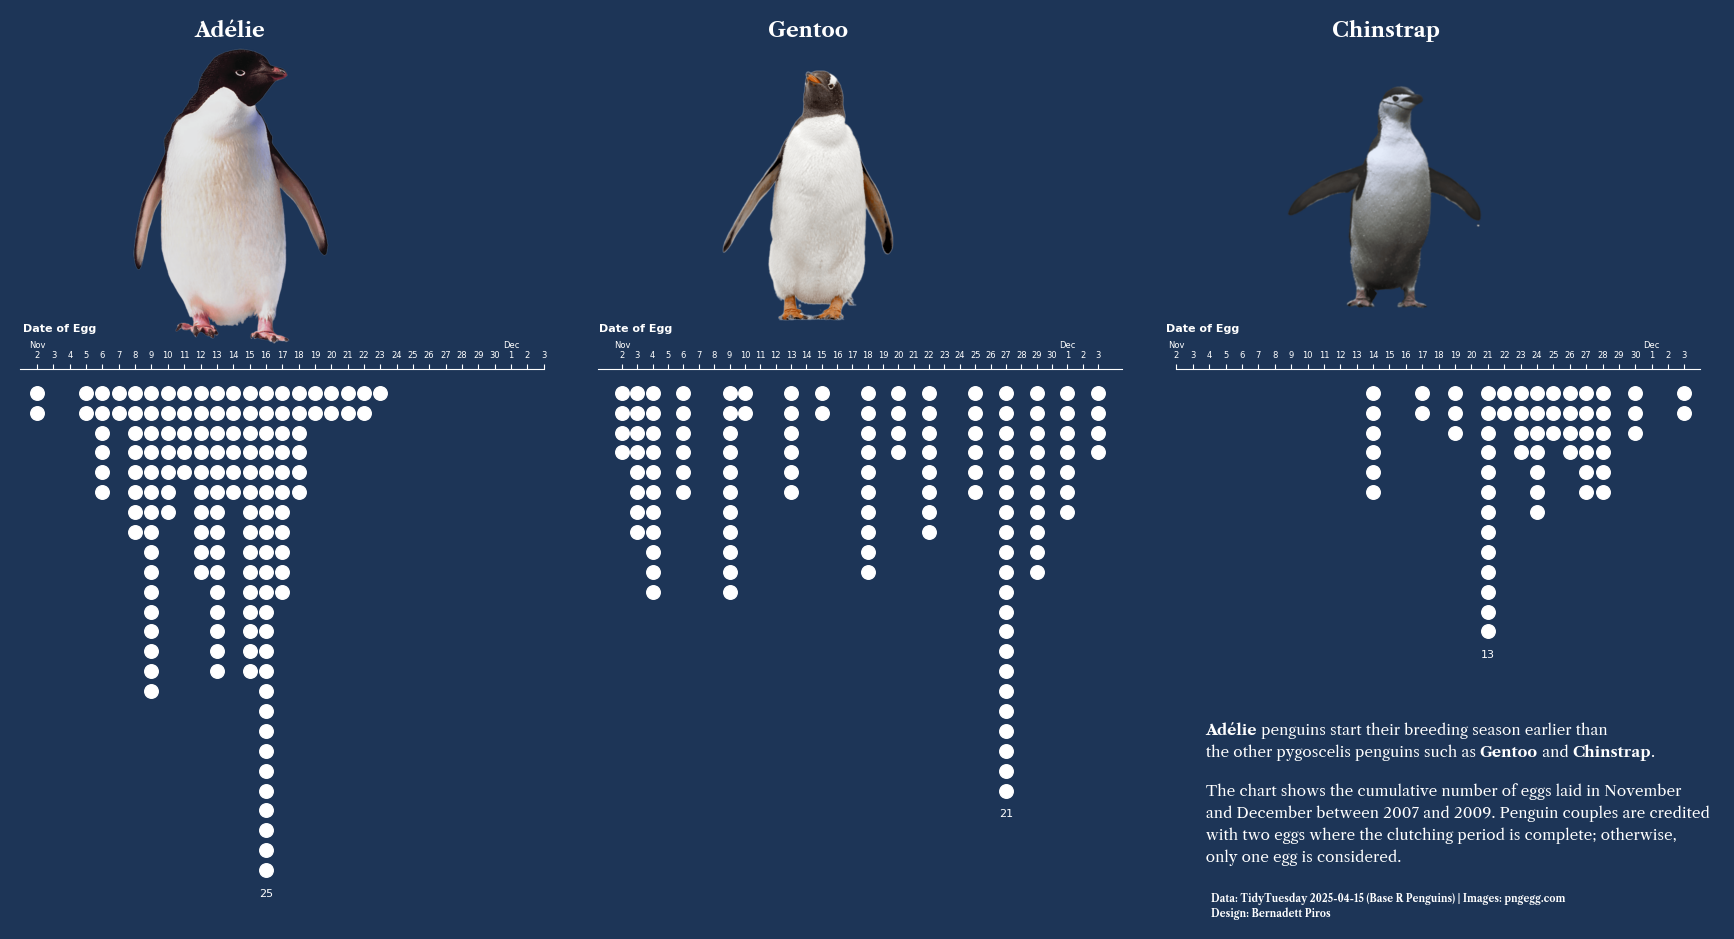 Adélie
Gentoo
Chinstrap
Date of Egg
Nov
Dec
2 3 4 5 6 7 8 9 10 11 12 13 14 15 16 17 18 19 20 21 22 23 24 25 26 27 28 29 30 1 2 3
25
Date of Egg
Nov
Dec
2 3 4 5 6 7 8 9 10 11 12 13 14 15 16 17 18 19 20 21 22 23 24 25 26 27 28 29 30 1 2 3
21
Date of Egg
Nov
Dec
2 3 4 5 6 7 8 9 10 11 12 13 14 15 16 17 18 19 20 21 22 23 24 25 26 27 28 29 30 1 2 3
13
Adélie penguins start their breeding season earlier than
the other pygoscelis penguins such as Gentoo and Chinstrap.
The chart shows the cumulative number of eggs laid in November
and December between 2007 and 2009. Penguin couples are credited
with two eggs where the clutching period is complete; otherwise,
only one egg is considered.
Data: TidyTuesday 2025-04-15 (Base R Penguins) | Images: pngegg.com
Design: Bernadett Piros